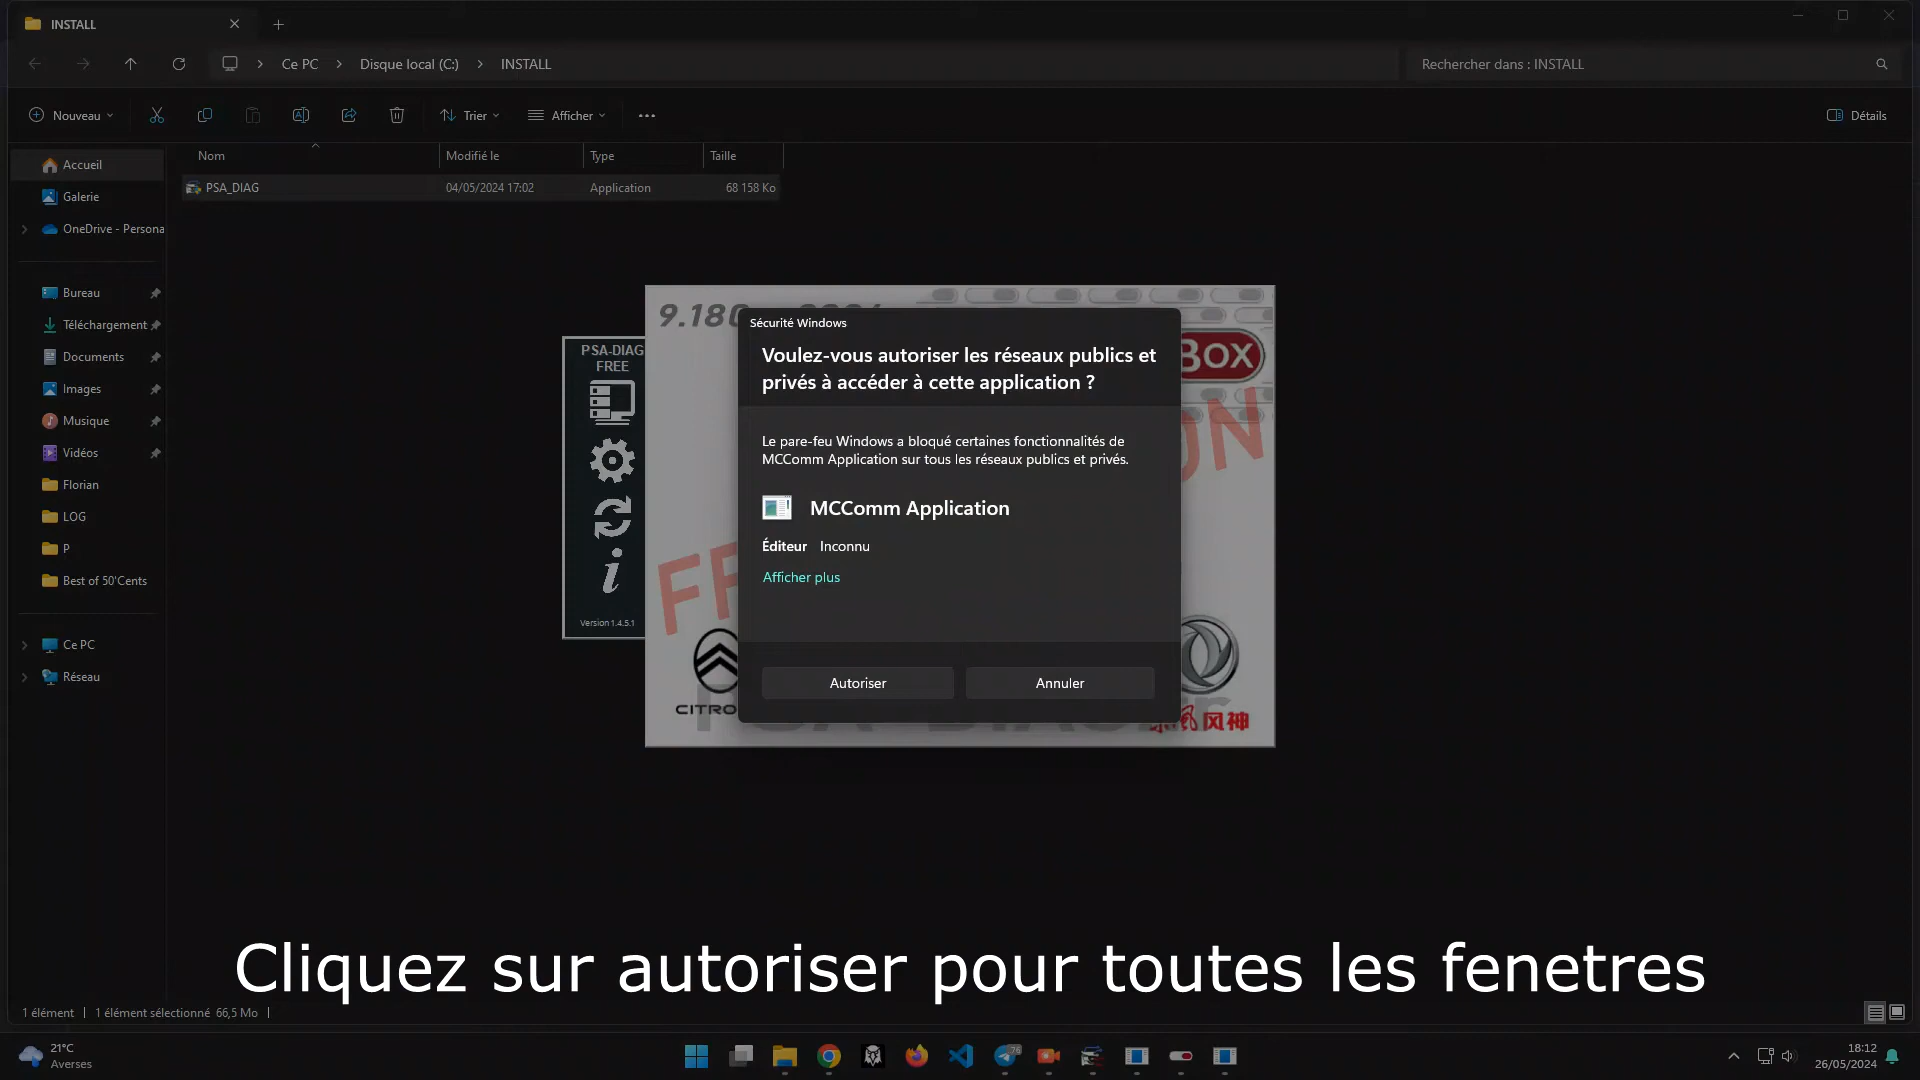 INSTALL
Ce PC
Disque local (C:)
INSTALL
Rechercher dans : INSTALL
Nouveau
Trier
Afficher
Détails
Nom
Modifié le
Type
Taille
PSA_DIAG
04/05/2024 17:02
Application
68 158 Ko
Accueil
Galerie
OneDrive - Persona
Bureau
Téléchargement
Documents
Images
Musique
Vidéos
Florian
LOG
P
Best of 50'Cents
Ce PC
Réseau
PSA-DIAG
FREE
Version 1.4.5.1
Box
Sécurité Windows
Voulez-vous autoriser les réseaux publics et
privés à accéder à cette application ?
Le pare-feu Windows a bloqué certaines fonctionnalités de
MCComm Application sur tous les réseaux publics et privés.
MCComm Application
Éditeur Inconnu
Afficher plus
Autoriser
Annuler
CITRO
风神
Cliquez sur autoriser pour toutes les fenetres
1 élément
1 élément sélectionné 66,5 Mo
21°C
Averses
76
18:12
26/05/2024